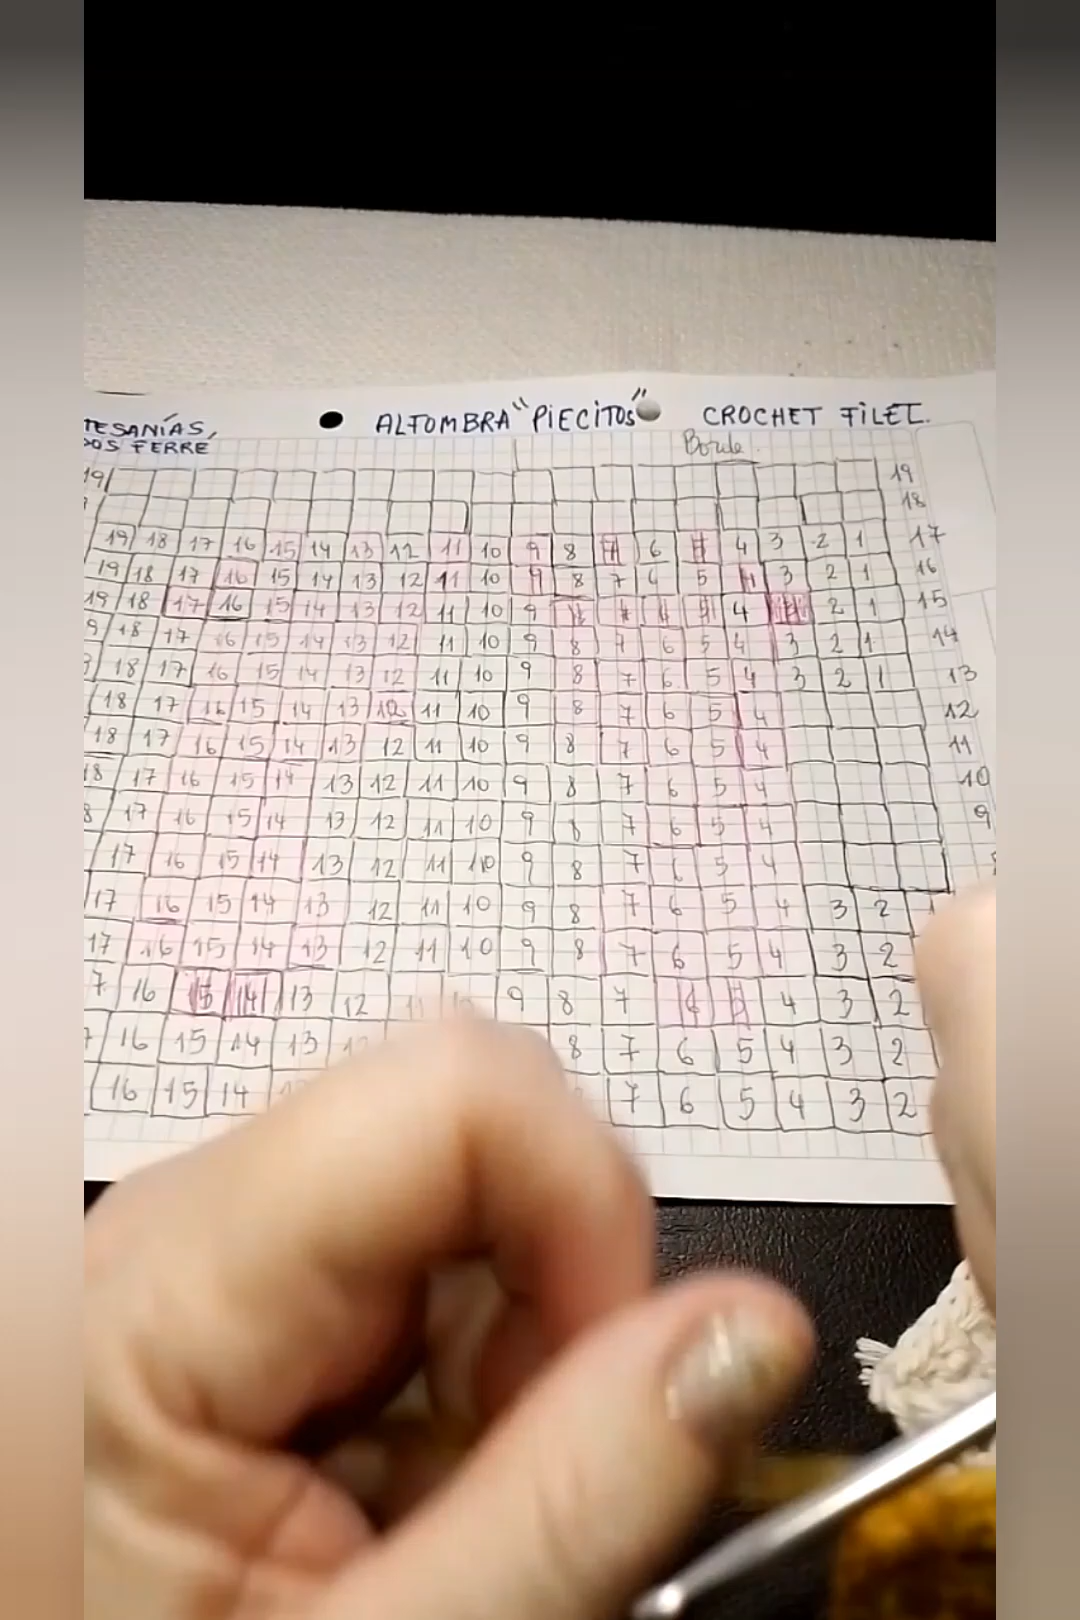 TESANÍAS, ALFOMBRA "PIECITOS" CROCHET FILET.
DOS FERRE Borde
19 19
18
19 18 17 16 15 14 13 12 11 10 9 8 6 4 3 2 1 17
19 18 17 16 15 14 13 12 11 10 8 7 6 5 3 2 1 16
19 18 17 16 15 14 13 12 11 10 9 4 2 1 15
9 18 17 16 15 14 13 12 11 10 9 8 7 6 5 4 3 2 1 14
18 17 16 15 14 13 12 11 10 9 8 7 6 5 4 3 2 1 13
18 17 16 15 14 13 12 11 10 9 8 7 6 5 4 12
18 17 16 15 14 13 12 11 10 9 8 7 6 5 4 11
18 17 16 15 14 13 12 11 10 9 8 7 6 5 4 10
8 17 16 15 14 13 12 11 10 9 8 7 6 5 4 9
17 16 15 14 13 12 11 10 9 8 7 6 5 4
17 16 15 14 13 12 11 10 9 8 7 6 5 4 3 2
17 16 15 14 13 12 11 10 9 8 7 6 5 4 3 2
7 16 15 14 13 12 9 8 7 6 5 4 3 2
16 15 14 13 8 7 6 5 4 3 2
16 15 14 7 6 5 4 3 2